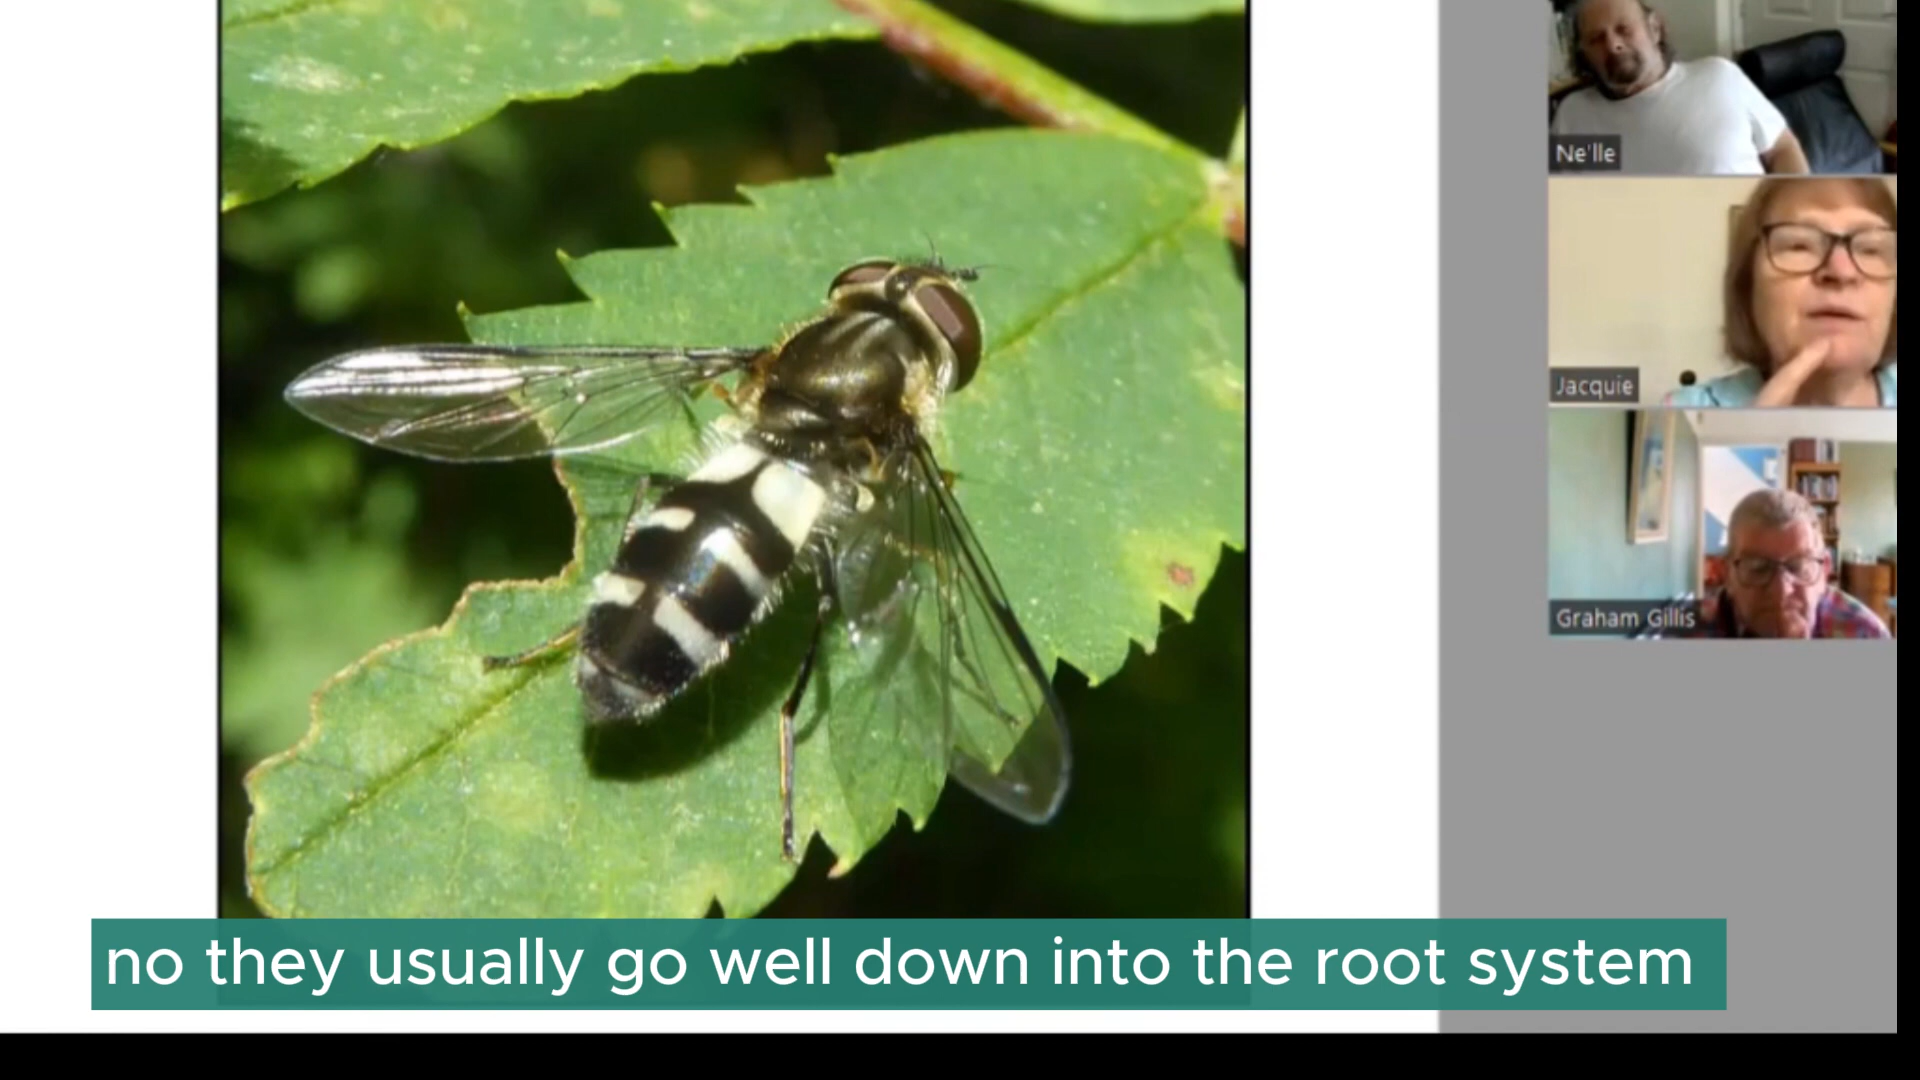 Ne'lle
Jacquie
Graham Gillis
no they usually go well down into the root system